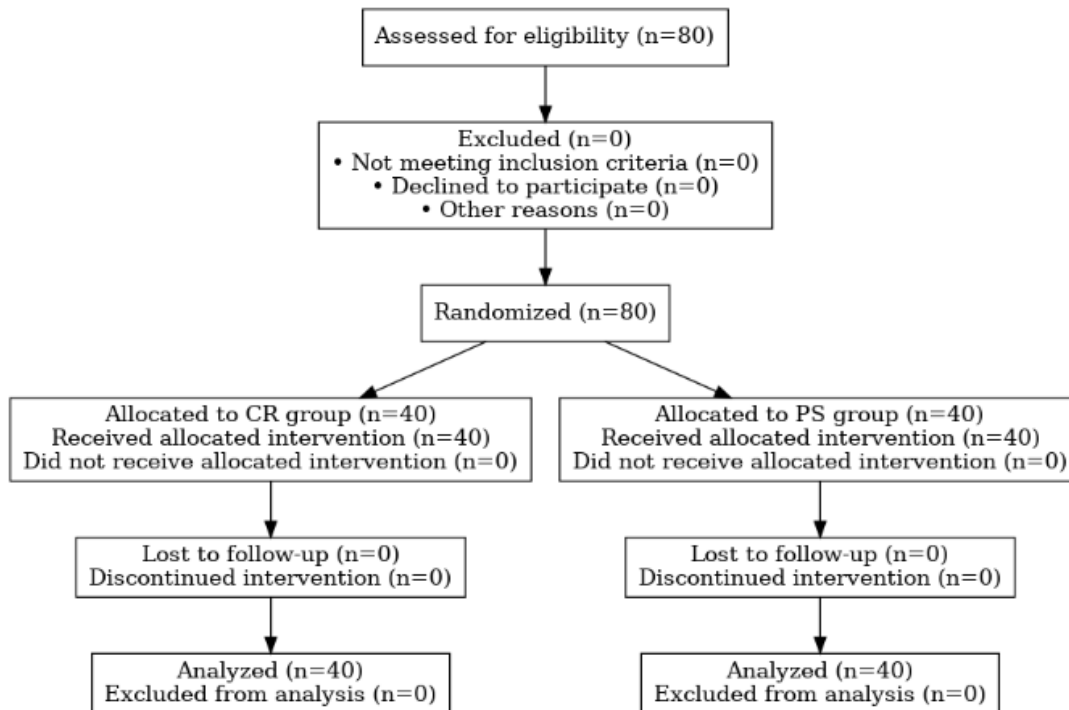 Assessed for eligibility (n=80)
Excluded (n=0)
• Not meeting inclusion criteria (n=0)
• Declined to participate (n=0)
• Other reasons (n=0)
Randomized (n=80)
Allocated to CR group (n=40)
Received allocated intervention (n=40)
Did not receive allocated intervention (n=0)
Allocated to PS group (n=40)
Received allocated intervention (n=40)
Did not receive allocated intervention (n=0)
Lost to follow-up (n=0)
Discontinued intervention (n=0)
Lost to follow-up (n=0)
Discontinued intervention (n=0)
Analyzed (n=40)
Excluded from analysis (n=0)
Analyzed (n=40)
Excluded from analysis (n=0)